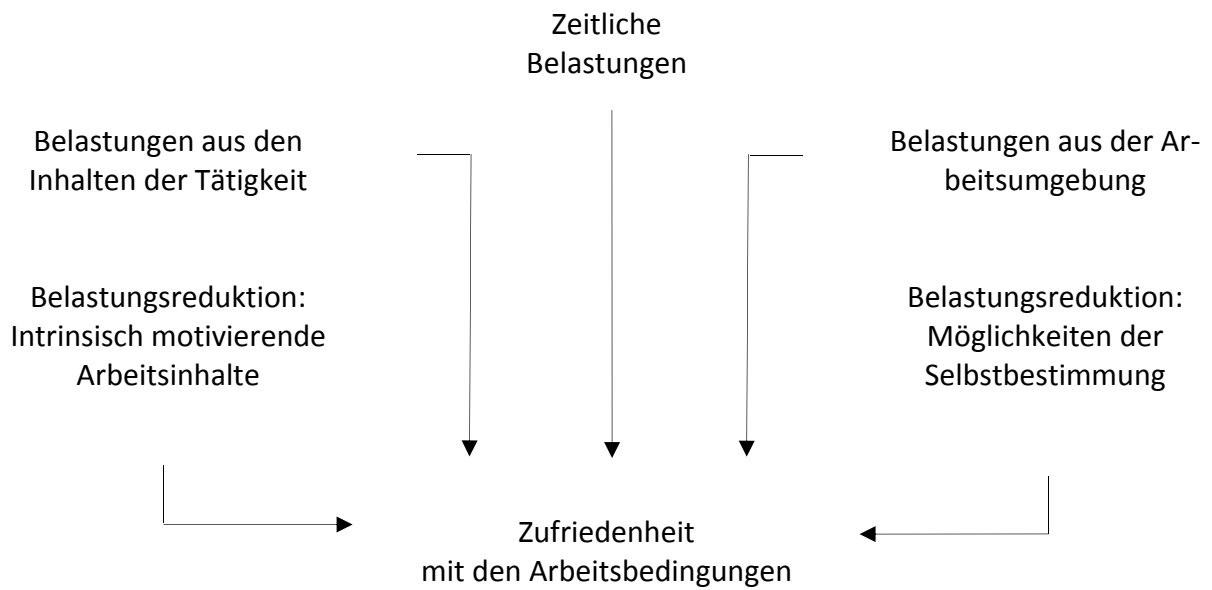 Zeitliche
Belastungen
Belastungen aus den
Inhalten der Tätigkeit
Belastungen aus der Ar-
beitsumgebung
Belastungsreduktion:
Intrinsisch motivierende
Arbeitsinhalte
Belastungsreduktion:
Möglichkeiten der
Selbstbestimmung
Zufriedenheit
mit den Arbeitsbedingungen